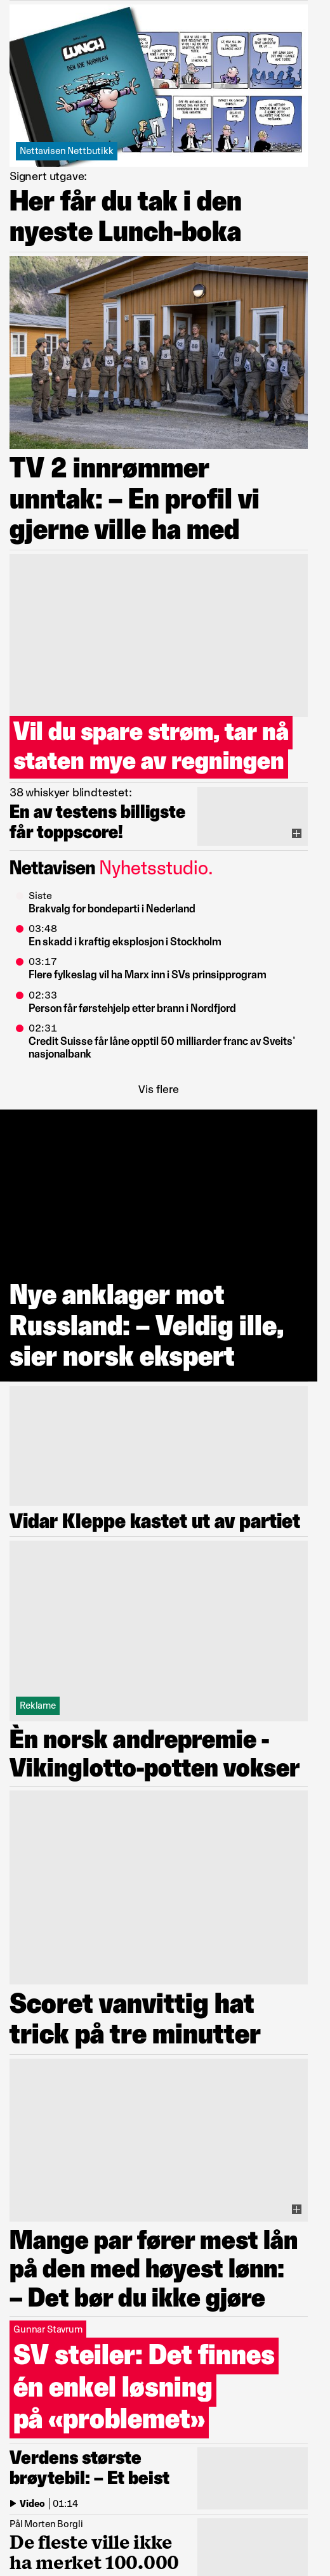 LUNCH
Nettavisen Nettbutikk
Signert utgave:
Her får du tak i den
nyeste Lunch-boka
TV 2 innrømmer
unntak: – En profil vi
gjerne ville ha med
Vil du spare strøm, tar nå
staten mye av regningen
38 whiskyer blindtestet:
En av testens billigste
får toppscore!
Nettavisen Nyhetsstudio.
Siste
Brakvalg for bondeparti i Nederland
03:48
En skadd i kraftig eksplosjon i Stockholm
03:17
Flere fylkeslag vil ha Marx inn i SVs prinsipprogram
02:33
Person får førstehjelp etter brann i Nordfjord
02:31
Credit Suisse får låne opptil 50 milliarder franc av Sveits'
nasjonalbank
Vis flere
Nye anklager mot
Russland: – Veldig ille,
sier norsk ekspert
Vidar Kleppe kastet ut av partiet
Reklame
Èn norsk andrepremie -
Vikinglotto-potten vokser
Scoret vanvittig hat
trick på tre minutter
Mange par fører mest lån
på den med høyest lønn:
– Det bør du ikke gjøre
Gunnar Stavrum
SV steiler: Det finnes
én enkel løsning
på «problemet»
Verdens største
brøytebil: – Et beist
Video | 01:14
Pål Morten Borgli
De fleste ville ikke
ha merket 100.000